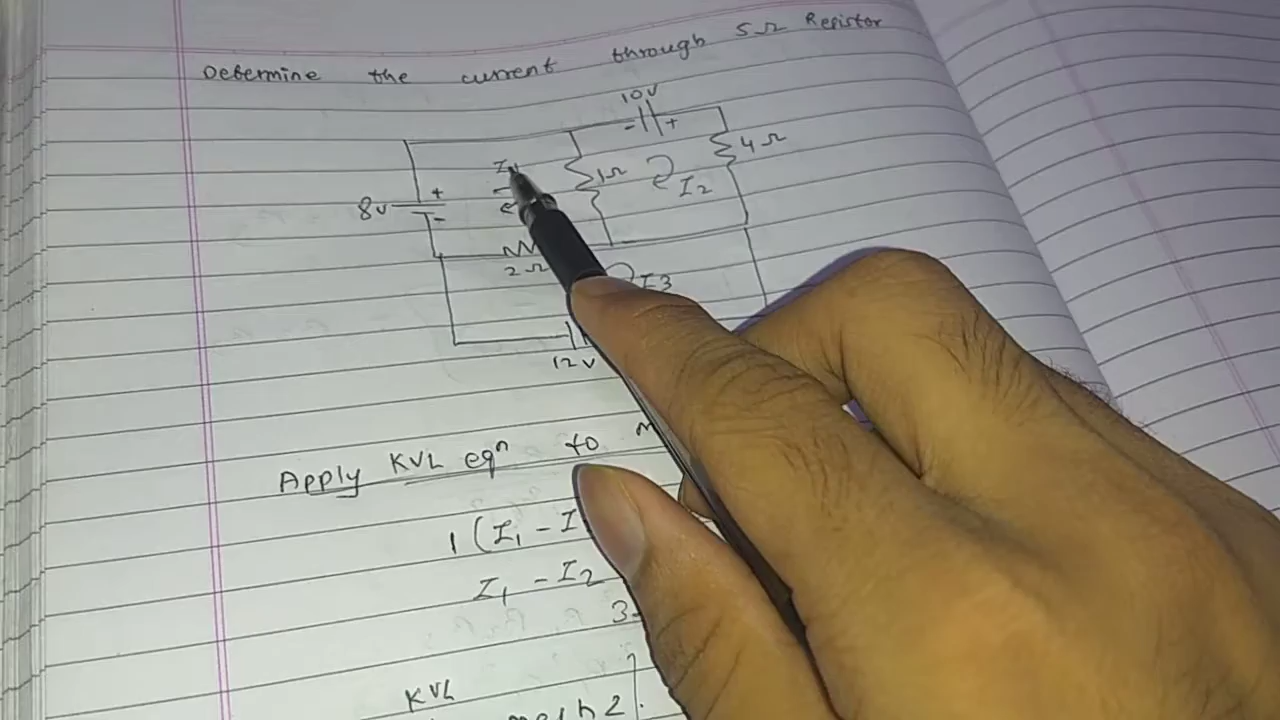 Determine the current through 5Ω Resistor
10V
- +
4Ω
1Ω
I2
8v
+
-
2Ω
I3
12V
Apply KVL eqⁿ to
1 (I1 - I
I1 - I2
3
KVL
mesh 2